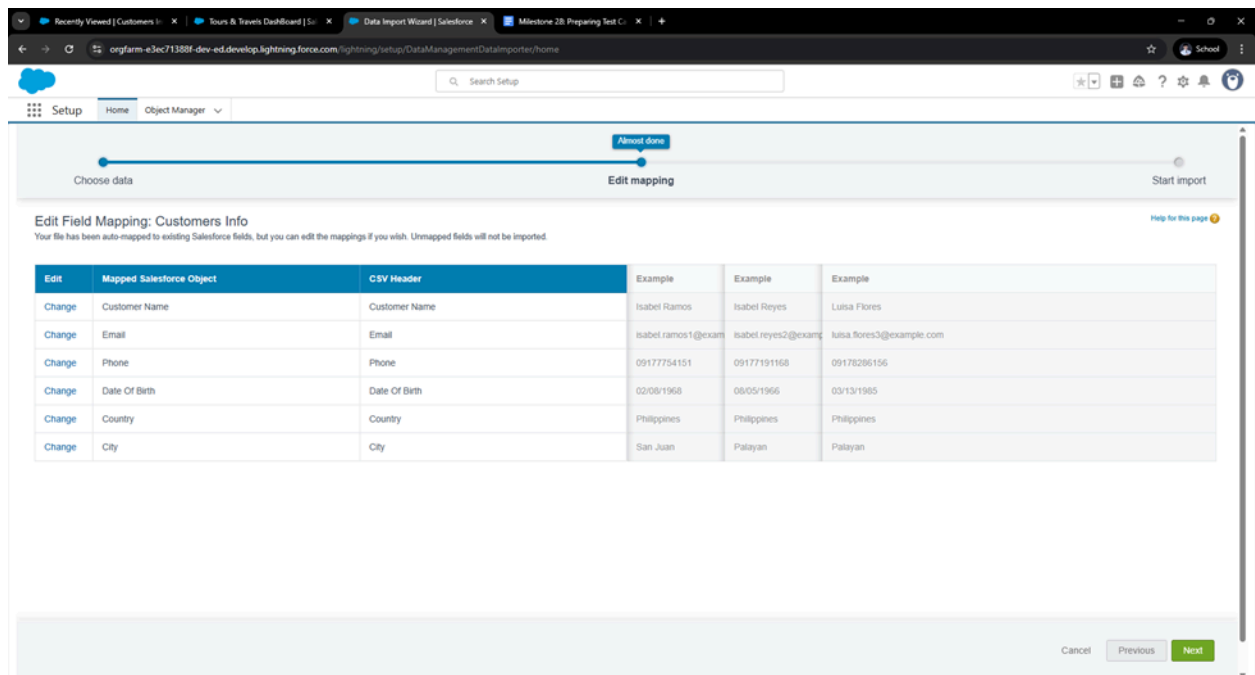 Recently Viewed | Customers In
Tours & Travels DashBoard | Sal
Data Import Wizard | Salesforce
Milestone 28: Preparing Test Ca
orgfarm-e3ec71388f-dev-ed.develop.lightning.force.com/lightning/setup/DataManagementDataImporter/home
School
Search Setup
Setup
Home
Object Manager
Almost done
Choose data
Edit mapping
Start import
Edit Field Mapping: Customers Info
Help for this page
Your file has been auto-mapped to existing Salesforce fields, but you can edit the mappings if you wish. Unmapped fields will not be imported.
Edit Mapped Salesforce Object CSV Header Example Example Example
Change Customer Name Customer Name Isabel Ramos Isabel Reyes Luisa Flores
Change Email Email isabel.ramos1@exam isabel.reyes2@examp luisa.flores3@example.com
Change Phone Phone 09177754151 09177191168 09178286156
Change Date Of Birth Date Of Birth 02/08/1968 08/05/1966 03/13/1985
Change Country Country Philippines Philippines Philippines
Change City City San Juan Palayan Palayan
Cancel Previous Next